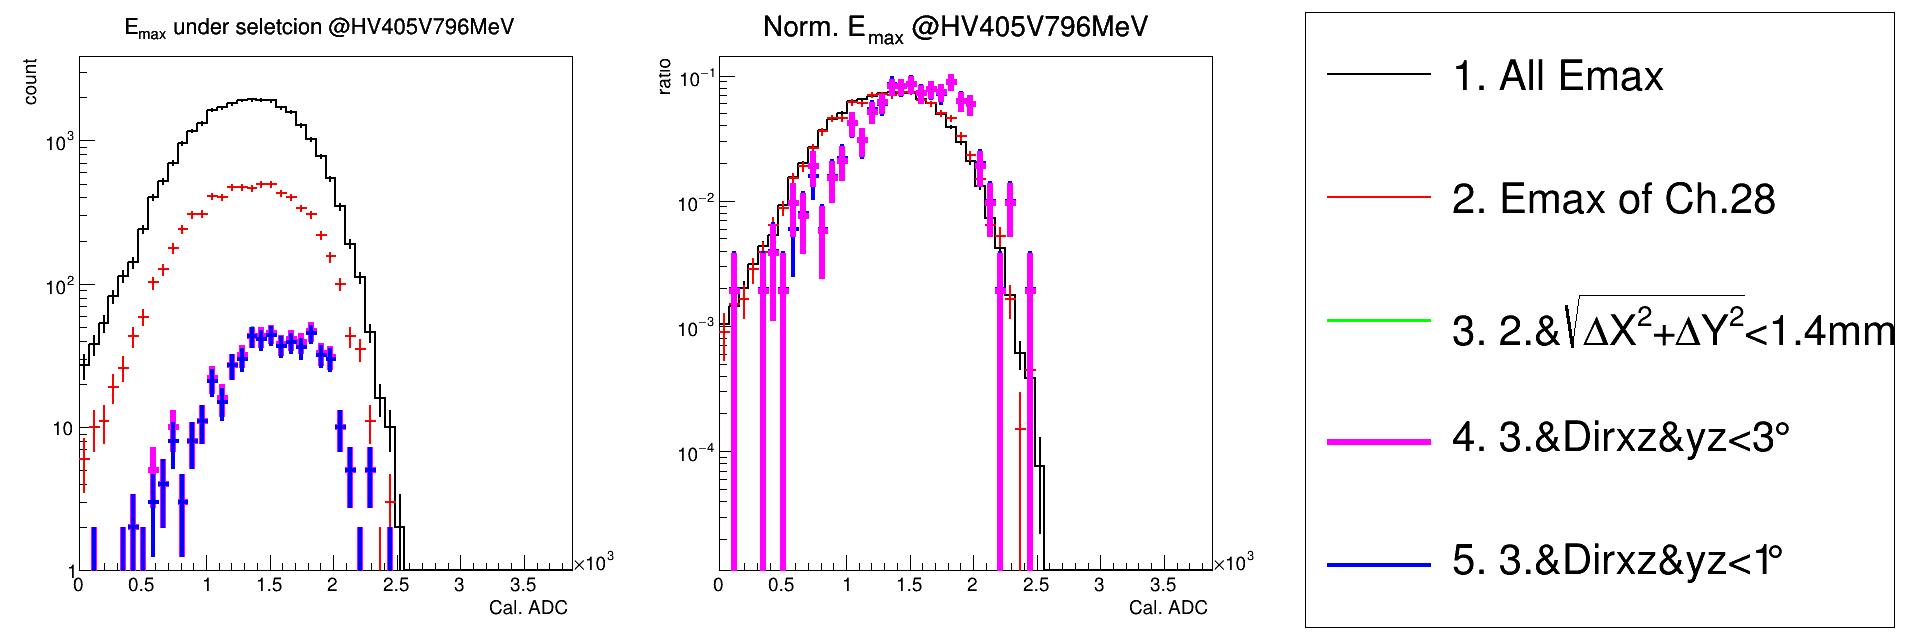 E_max under seletcion @HV405V796MeV
count
10^3
10^2
10
1
0 0.5 1 1.5 2 2.5 3 3.5 ×10^3
Cal. ADC
Norm. E_max @HV405V796MeV
ratio
10^−1
10^−2
10^−3
10^−4
0 0.5 1 1.5 2 2.5 3 3.5 ×10^3
Cal. ADC
1. All Emax
2. Emax of Ch.28
3. 2.&√ΔX^2+ΔY^2<1.4mm
4. 3.&Dirxz&yz<3°
5. 3.&Dirxz&yz<1°